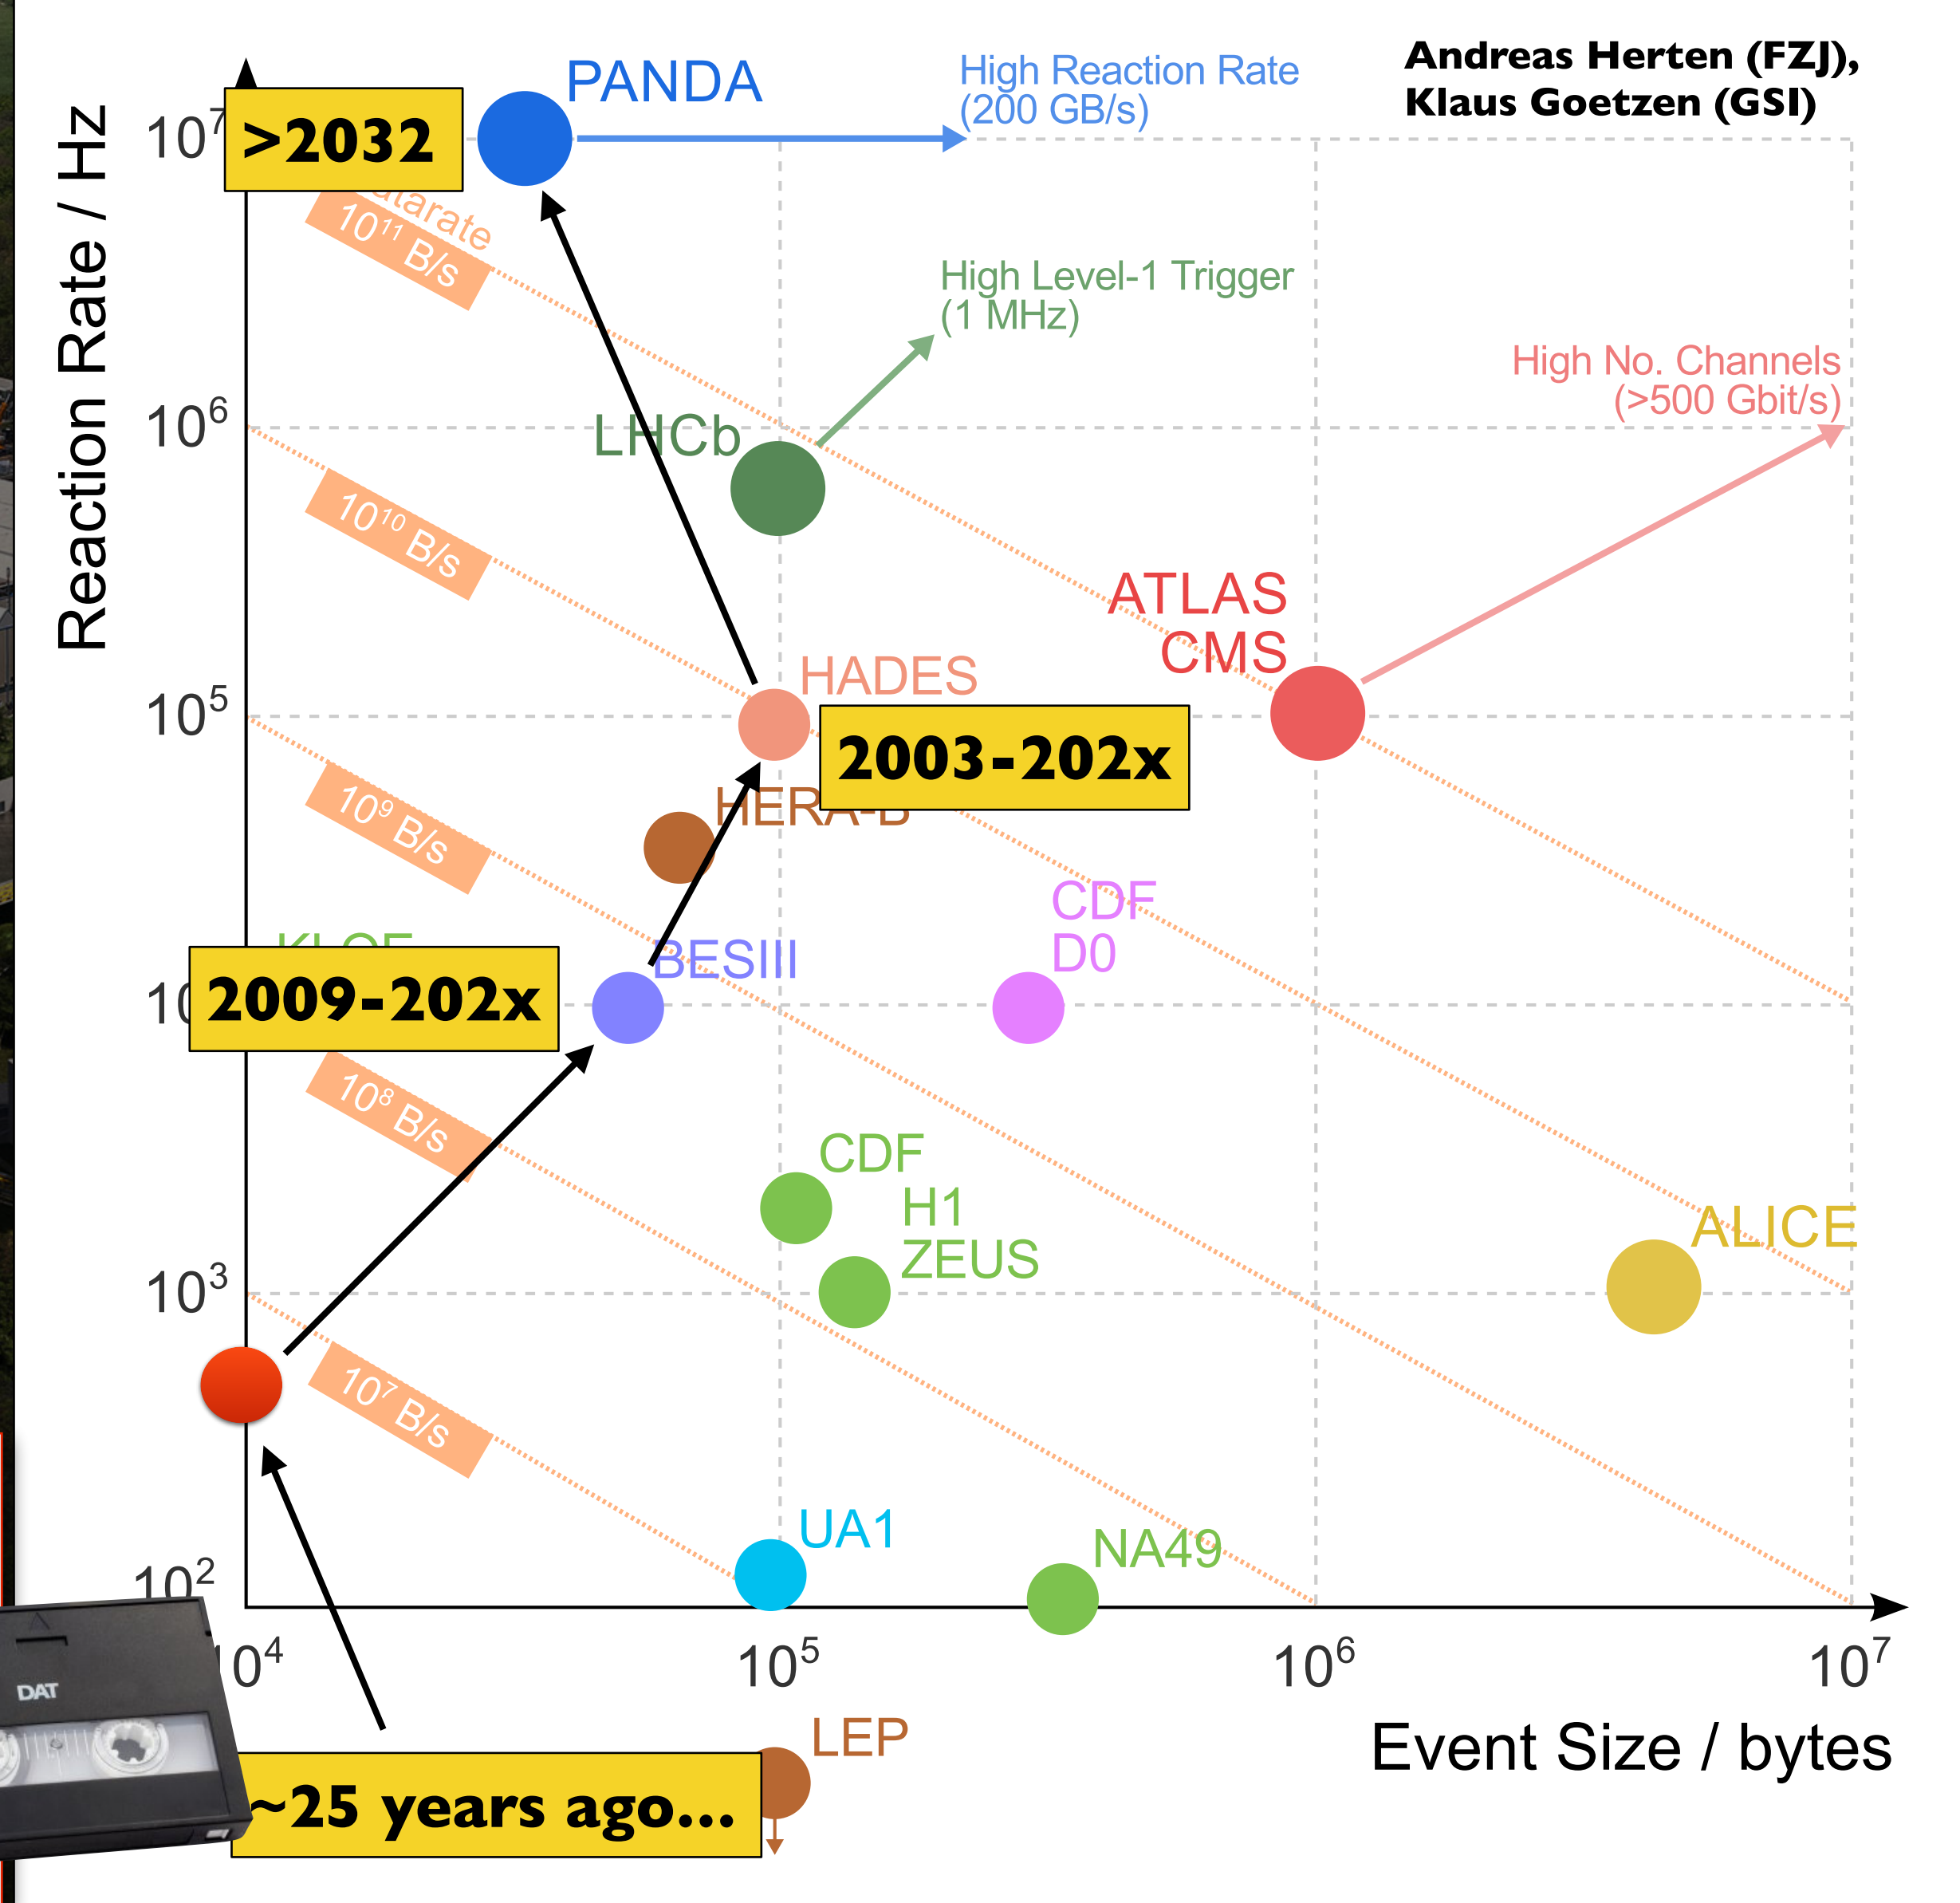 Andreas Herten (FZJ),
Klaus Goetzen (GSI)
PANDA
High Reaction Rate
(200 GB/s)
Reaction Rate / Hz
10⁷
>2032
10¹¹ B/s
High Level-1 Trigger
(1 MHz)
High No. Channels
(>500 Gbit/s)
10⁶
LHCb
10¹⁰ B/s
ATLAS
CMS
HADES
10⁵
2003-202x
HERA-B
10⁹ B/s
CDF
D0
BESIII
2009-202x
10⁸ B/s
CDF
H1
ZEUS
ALICE
10³
10⁷ B/s
UA1
NA49
10²
10⁵
10⁶
10⁷
DAT
LEP
Event Size / bytes
~25 years ago...